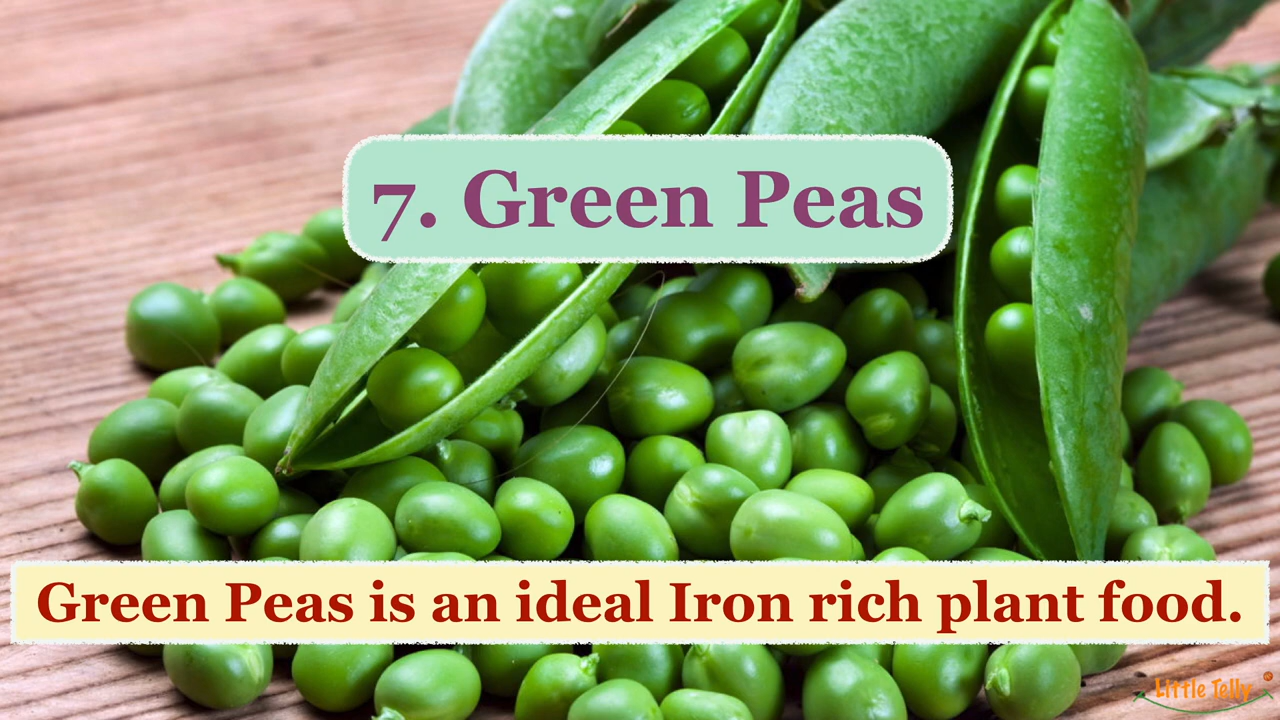 7. Green Peas
Green Peas is an ideal Iron rich plant food.
Little Telly